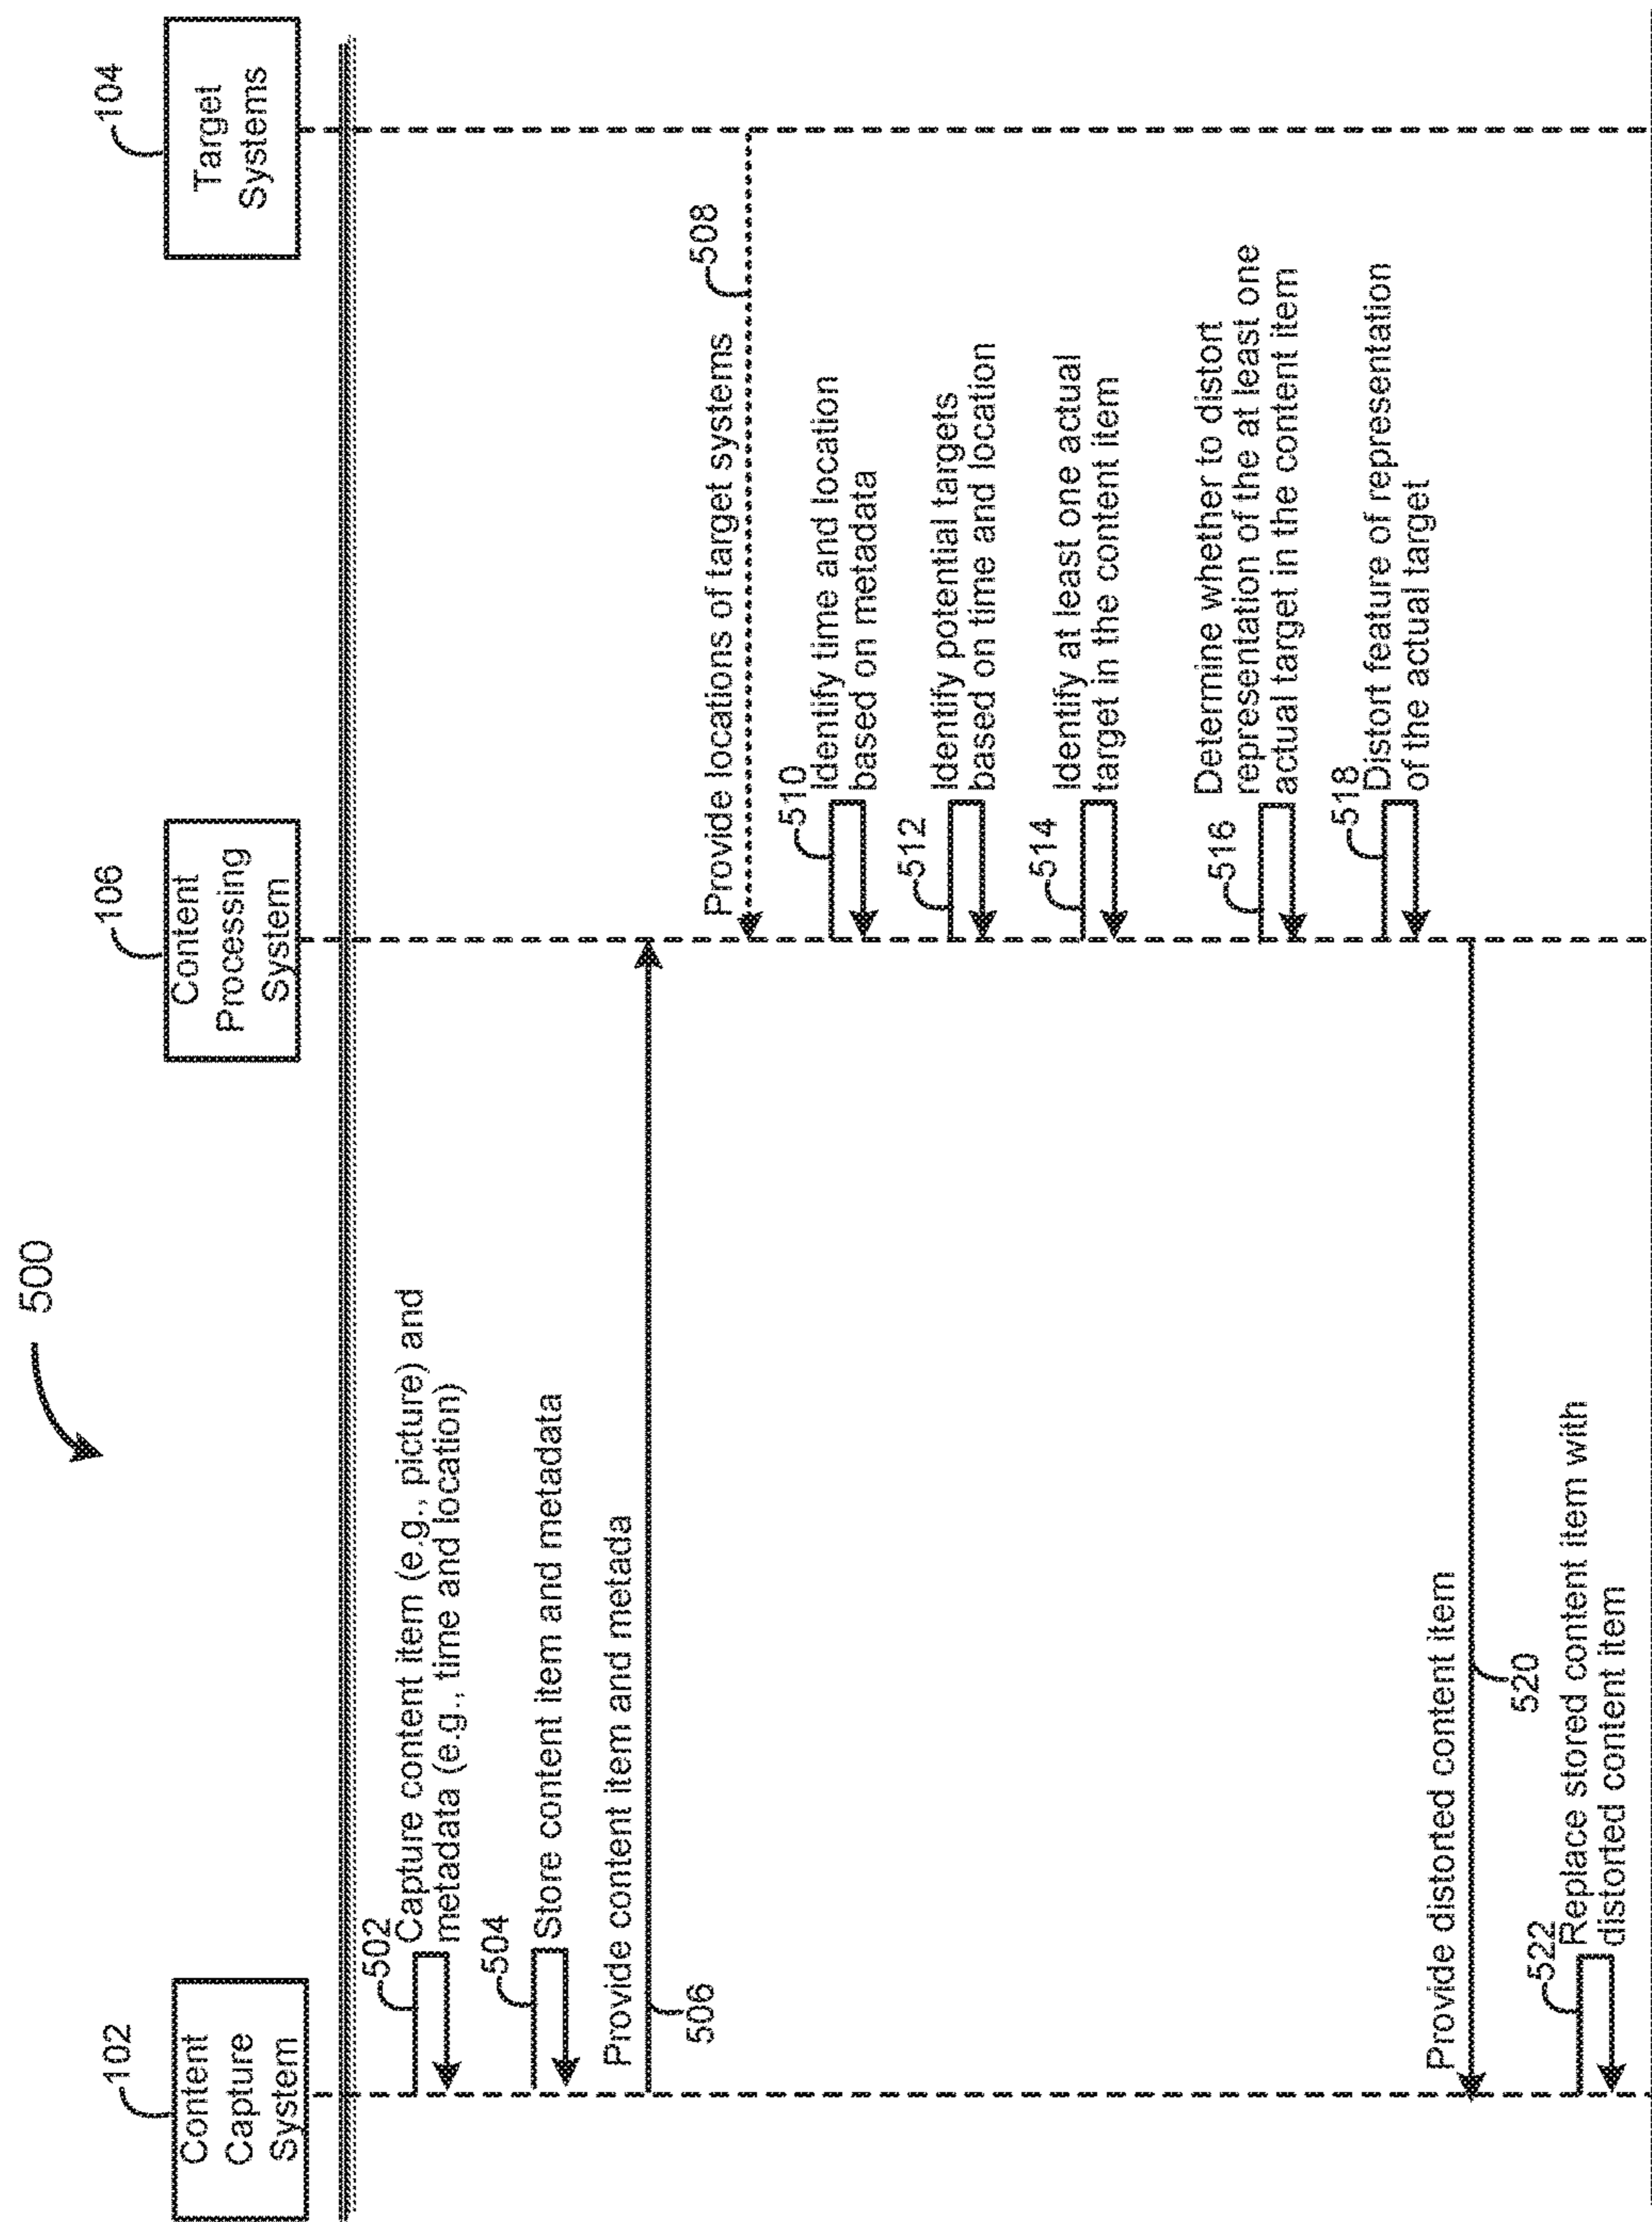 500
102
Content
Capture
System
106
Content
Processing
System
104
Target
Systems
502
Capture content item (e.g., picture) and
metadata (e.g., time and location)
504
Store content item and metadata
Provide content item and metada
506
Provide locations of target systems
508
510
Identify time and location
based on metadata
512
Identify potential targets
based on time and location
514
Identify at least one actual
target in the content item
516
Determine whether to distort
representation of the at least one
actual target in the content item
518
Distort feature of representation
of the actual target
Provide distorted content item
520
522
Replace stored content item with
distorted content item